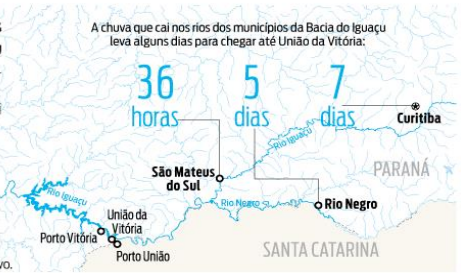 A chuva que cai nos rios dos municípios da Bacia do Iguaçu
leva alguns dias para chegar até União da Vitória:
36
horas
5
dias
7
dias
Curitiba
Rio Iguaçu
São Mateus
do Sul
PARANÁ
Rio Iguaçu
Rio Negro
Rio Negro
União da
Vitória
Porto Vitória
Porto União
SANTA CATARINA
vo.